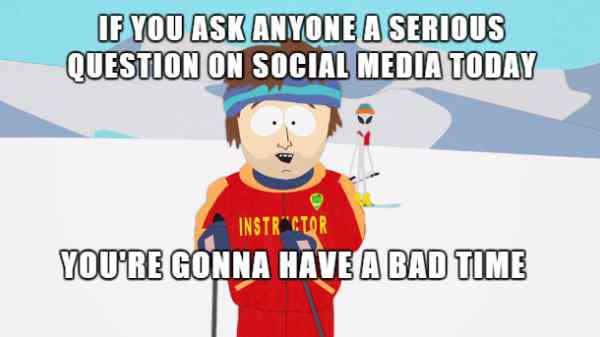 IF YOU ASK ANYONE A SERIOUS
QUESTION ON SOCIAL MEDIA TODAY
INSTRUCTOR
YOU'RE GONNA HAVE A BAD TIME